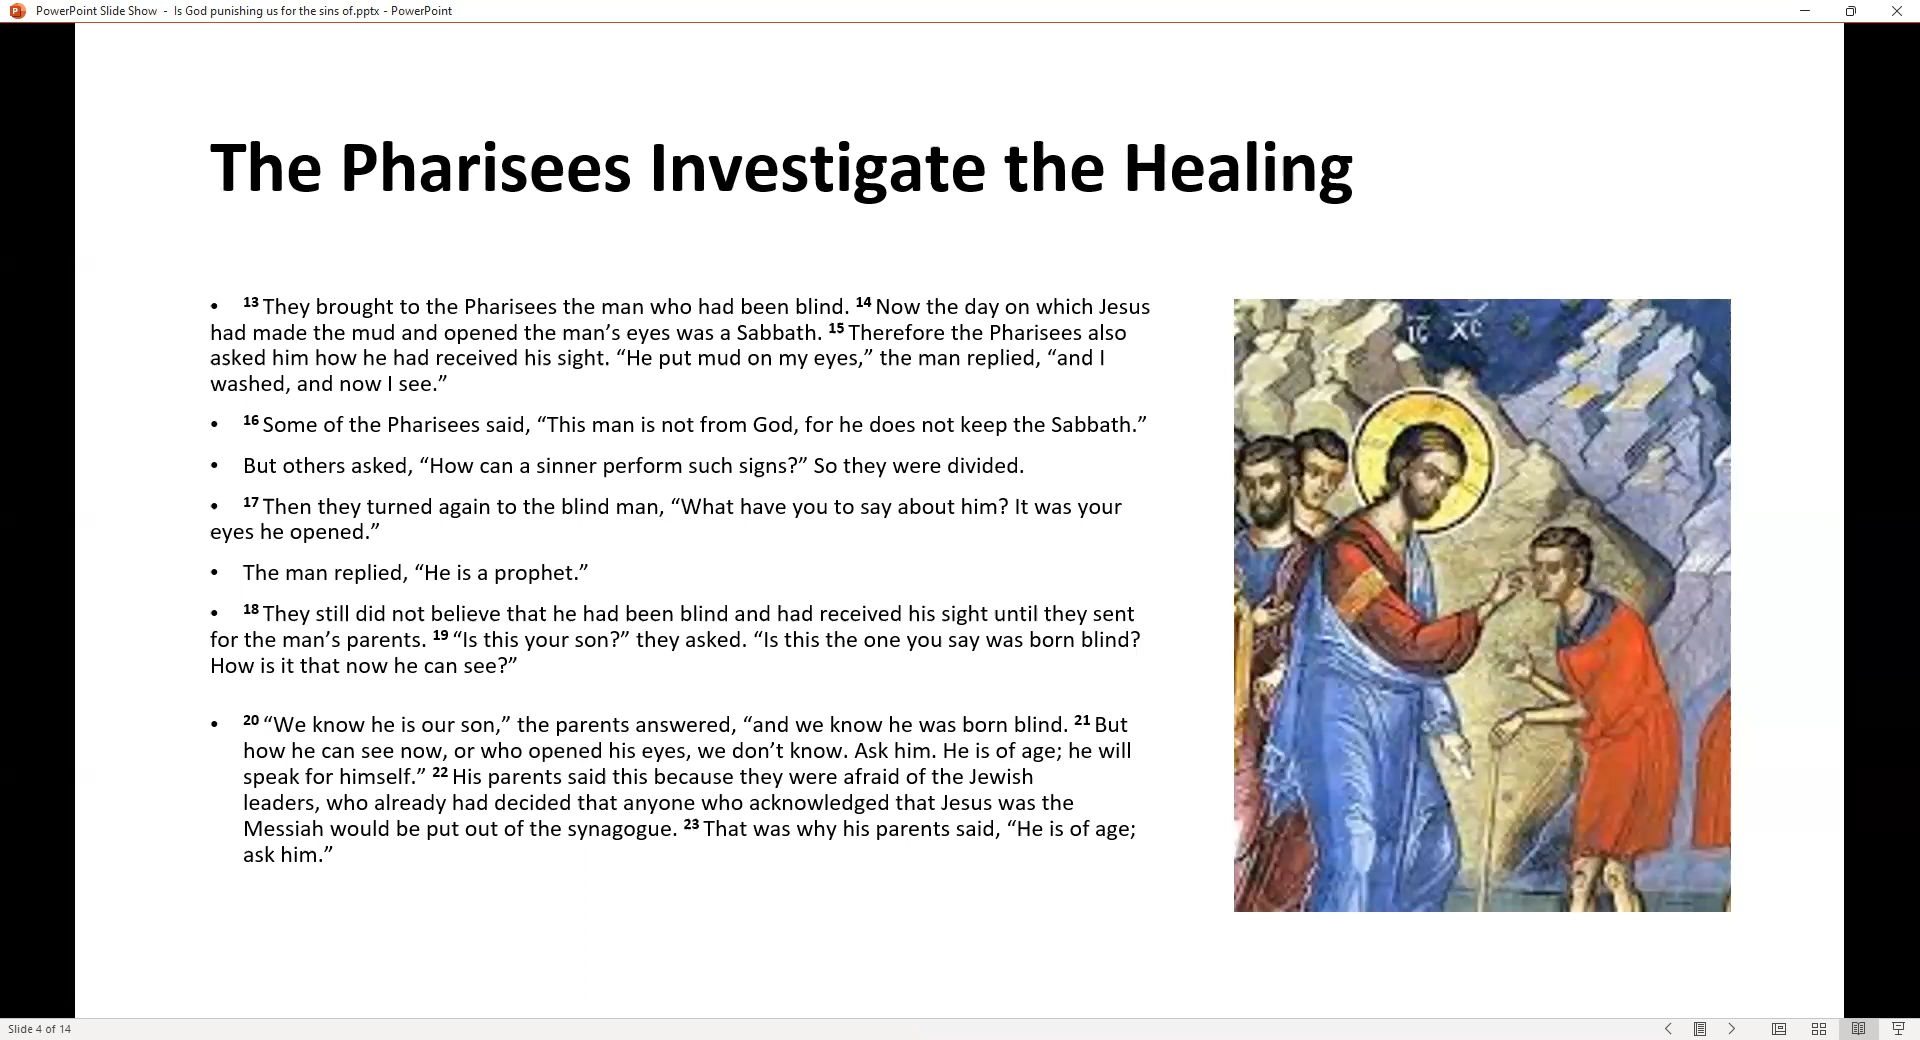 PowerPoint Slide Show - Is God punishing us for the sins of.pptx - PowerPoint
The Pharisees Investigate the Healing
• 13 They brought to the Pharisees the man who had been blind. 14 Now the day on which Jesus
had made the mud and opened the man’s eyes was a Sabbath. 15 Therefore the Pharisees also
asked him how he had received his sight. “He put mud on my eyes,” the man replied, “and I
washed, and now I see.”
• 16 Some of the Pharisees said, “This man is not from God, for he does not keep the Sabbath.”
• But others asked, “How can a sinner perform such signs?” So they were divided.
• 17 Then they turned again to the blind man, “What have you to say about him? It was your
eyes he opened.”
• The man replied, “He is a prophet.”
• 18 They still did not believe that he had been blind and had received his sight until they sent
for the man’s parents. 19 “Is this your son?” they asked. “Is this the one you say was born blind?
How is it that now he can see?”
• 20 “We know he is our son,” the parents answered, “and we know he was born blind. 21 But
how he can see now, or who opened his eyes, we don’t know. Ask him. He is of age; he will
speak for himself.” 22 His parents said this because they were afraid of the Jewish
leaders, who already had decided that anyone who acknowledged that Jesus was the
Messiah would be put out of the synagogue. 23 That was why his parents said, “He is of age;
ask him.”
IC XC
Slide 4 of 14